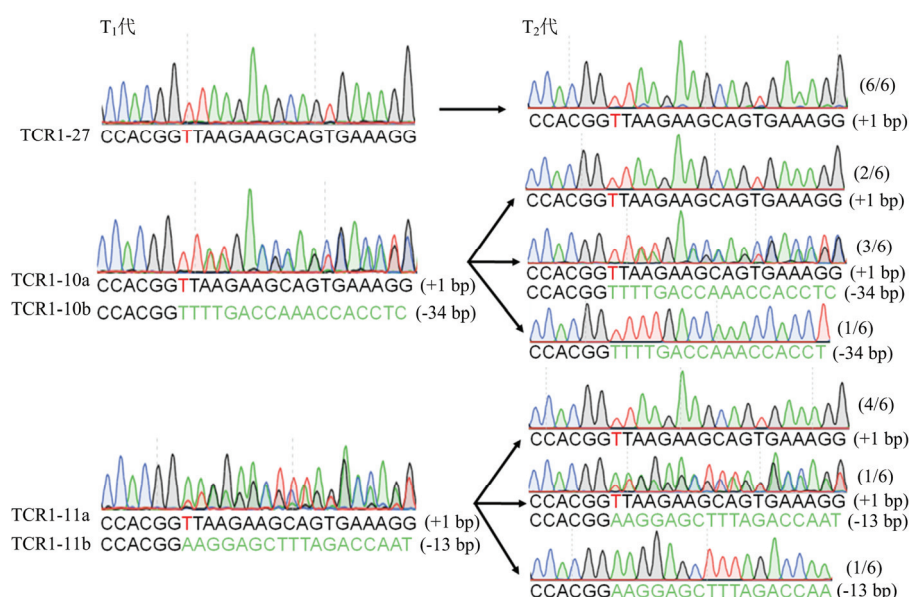 T₁代
T₂代
(6/6)
TCR1-27 CCACGGTTAAGAAGCAGTGAAAGG
CCACGGTTAAGAAGCAGTGAAAGG (+1 bp)
(2/6)
CCACGGTTAAGAAGCAGTGAAAGG (+1 bp)
TCR1-10a CCACGGTTAAGAAGCAGTGAAAGG (+1 bp)
TCR1-10b CCACGGTTTTGACCAAACCACCTC (-34 bp)
(3/6)
CCACGGTTAAGAAGCAGTGAAAGG (+1 bp)
CCACGGTTTTGACCAAACCACCTC (-34 bp)
(1/6)
CCACGGTTTTGACCAAACCACCT (-34 bp)
(4/6)
CCACGGTTAAGAAGCAGTGAAAGG (+1 bp)
TCR1-11a CCACGGTTAAGAAGCAGTGAAAGG (+1 bp)
TCR1-11b CCACGGAAGGAGCTTTAGACCAAT (-13 bp)
(1/6)
CCACGGTTAAGAAGCAGTGAAAGG (+1 bp)
CCACGGAAGGAGCTTTAGACCAAT (-13 bp)
(1/6)
CCACGGAAGGAGCTTTAGACCAA (-13 bp)